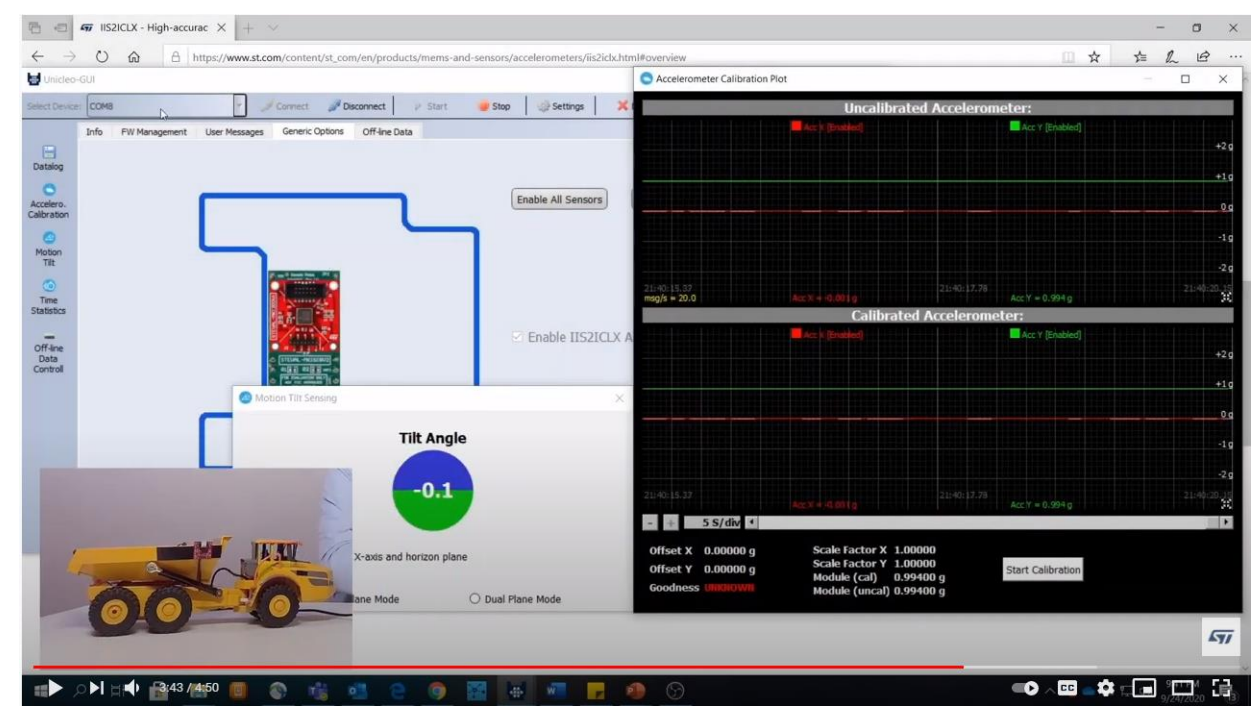 IIS2ICLX - High-accurac
https://www.st.com/content/st_com/en/products/mems-and-sensors/accelerometers/iis2iclx.html#overview
Unicleo-GUI
Select Device: COM8
Connect Disconnect Start Stop Settings
Info FW Management User Messages Generic Options Off-line Data
Datalog
Accelero.
Calibration
Motion
Tilt
Time
Statistics
Off-line
Data
Controll
Enable All Sensors
Enable IIS2ICLX A
Motion Tilt Sensing
Tilt Angle
-0.1
X-axis and horizon plane
lane Mode
Dual Plane Mode
Accelerometer Calibration Plot
Uncalibrated Accelerometer:
Acc X [Enabled] Acc Y [Enabled]
+2 g
+1 g
0 g
-1 g
-2 g
21:40:15.37 21:40:17.78
msg/s = 20.0 Acc X = -0.001 g Acc Y = 0.994 g
Calibrated Accelerometer:
Acc X [Enabled] Acc Y [Enabled]
+2 g
+1 g
0 g
-1 g
-2 g
21:40:15.37 21:40:17.78
Acc X = -0.001 g Acc Y = 0.994 g
- + 5 S/div
Offset X 0.00000 g Scale Factor X 1.00000
Offset Y 0.00000 g Scale Factor Y 1.00000
Module (cal) 0.99400 g
Goodness UNKNOWN Module (uncal) 0.99400 g
Start Calibration
ST
3:43 / 4:50
CC
9/24/2020